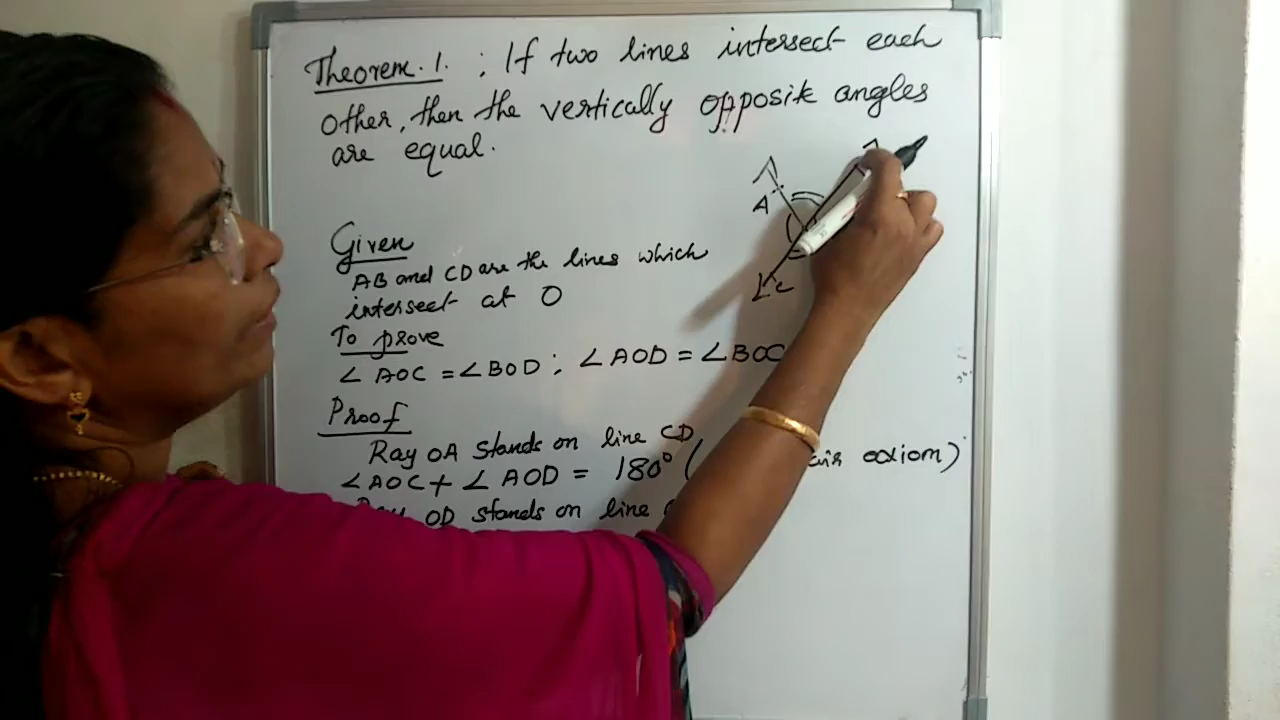 Theorem.1. : If two lines intersect each
other, then the vertically opposite angles
are equal.
A
C
Given
AB and CD are the lines which
intersect at O
To prove
∠AOC = ∠BOD ; ∠AOD = ∠BOC
Proof
Ray OA stands on line CD
∠AOC + ∠AOD = 180° ( axiom)
Ray OD stands on line